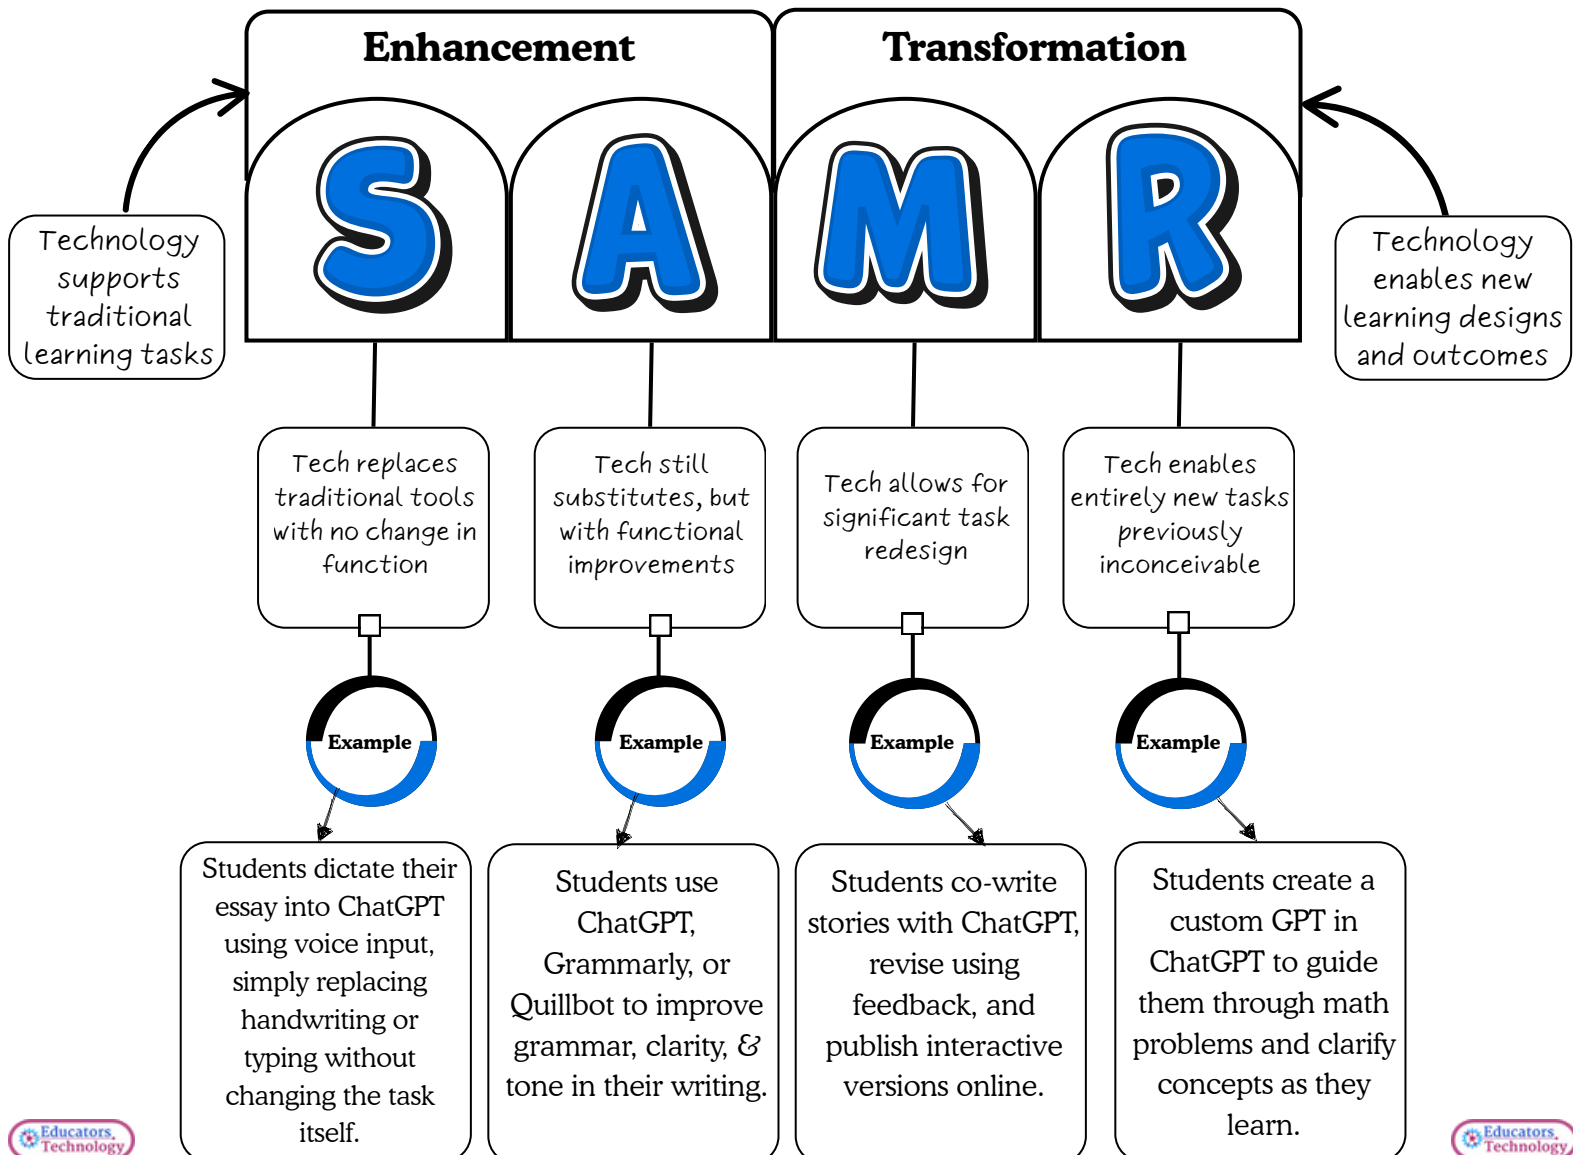 Enhancement
Transformation
S
A
M
R
Technology
supports
traditional
learning tasks
Technology
enables new
learning designs
and outcomes
Tech replaces
traditional tools
with no change in
function
Tech still
substitutes, but
with functional
improvements
Tech allows for
significant task
redesign
Tech enables
entirely new tasks
previously
inconceivable
Example
Example
Example
Example
Students dictate their
essay into ChatGPT
using voice input,
simply replacing
handwriting or
typing without
changing the task
itself.
Students use
ChatGPT,
Grammarly, or
Quillbot to improve
grammar, clarity, &
tone in their writing.
Students co-write
stories with ChatGPT,
revise using
feedback, and
publish interactive
versions online.
Students create a
custom GPT in
ChatGPT to guide
them through math
problems and clarify
concepts as they
learn.
Educators
Technology
Educators
Technology